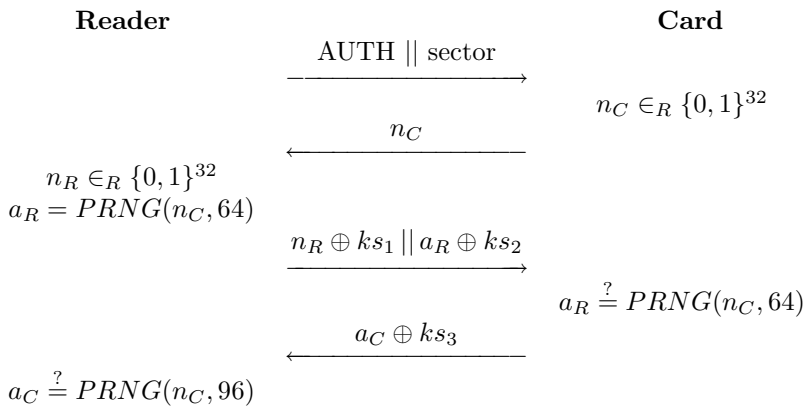 Reader Card
AUTH || sector
n_C ∈_R {0, 1}^32
n_C
n_R ∈_R {0, 1}^32
a_R = PRNG(n_C, 64)
n_R ⊕ ks_1 || a_R ⊕ ks_2
a_R ≟ PRNG(n_C, 64)
a_C ⊕ ks_3
a_C ≟ PRNG(n_C, 96)